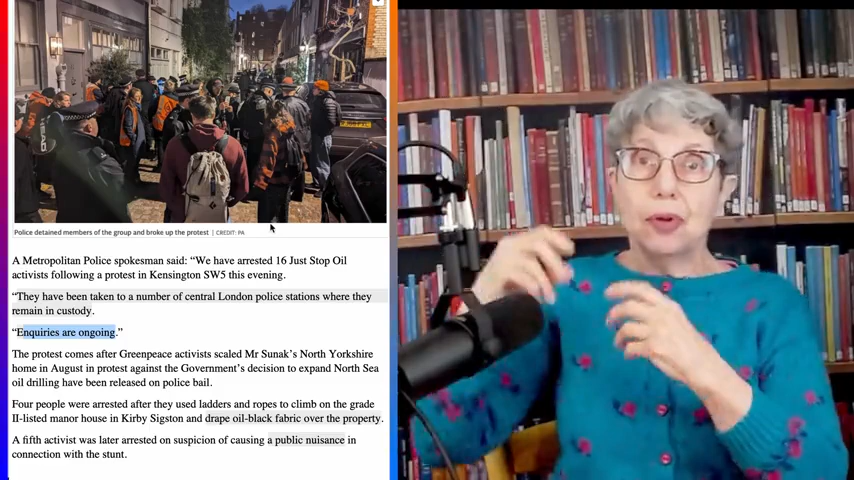 Police detained members of the group and broke up the protest | CREDIT: PA
A Metropolitan Police spokesman said: “We have arrested 16 Just Stop Oil
activists following a protest in Kensington SW5 this evening.
“They have been taken to a number of central London police stations where they
remain in custody.
“Enquiries are ongoing.”
The protest comes after Greenpeace activists scaled Mr Sunak’s North Yorkshire
home in August in protest against the Government’s decision to expand North Sea
oil drilling have been released on police bail.
Four people were arrested after they used ladders and ropes to climb on the grade
II-listed manor house in Kirby Sigston and drape oil-black fabric over the property.
A fifth activist was later arrested on suspicion of causing a public nuisance in
connection with the stunt.